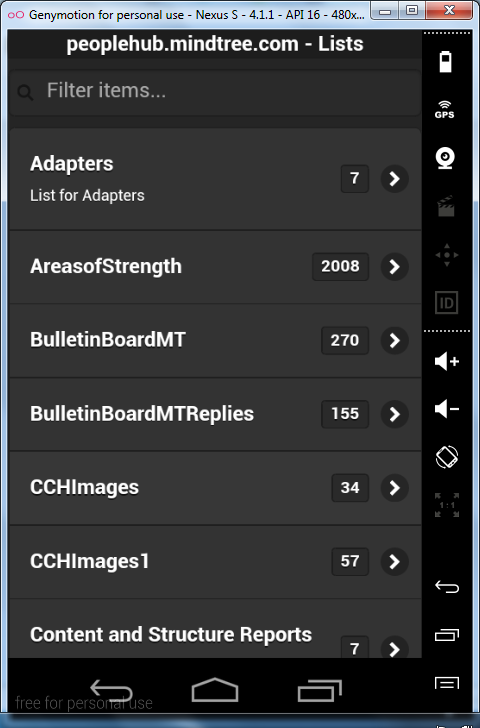 Genymotion for personal use - Nexus S - 4.1.1 - API 16 - 480x...
peoplehub.mindtree.com - Lists
Filter items...
GPS
Adapters
7
List for Adapters
AreasofStrength
2008
ID
BulletinBoardMT
270
BulletinBoardMTReplies
155
CCHImages
34
1:1
CCHImages1
57
Content and Structure Reports
7
free for personal use